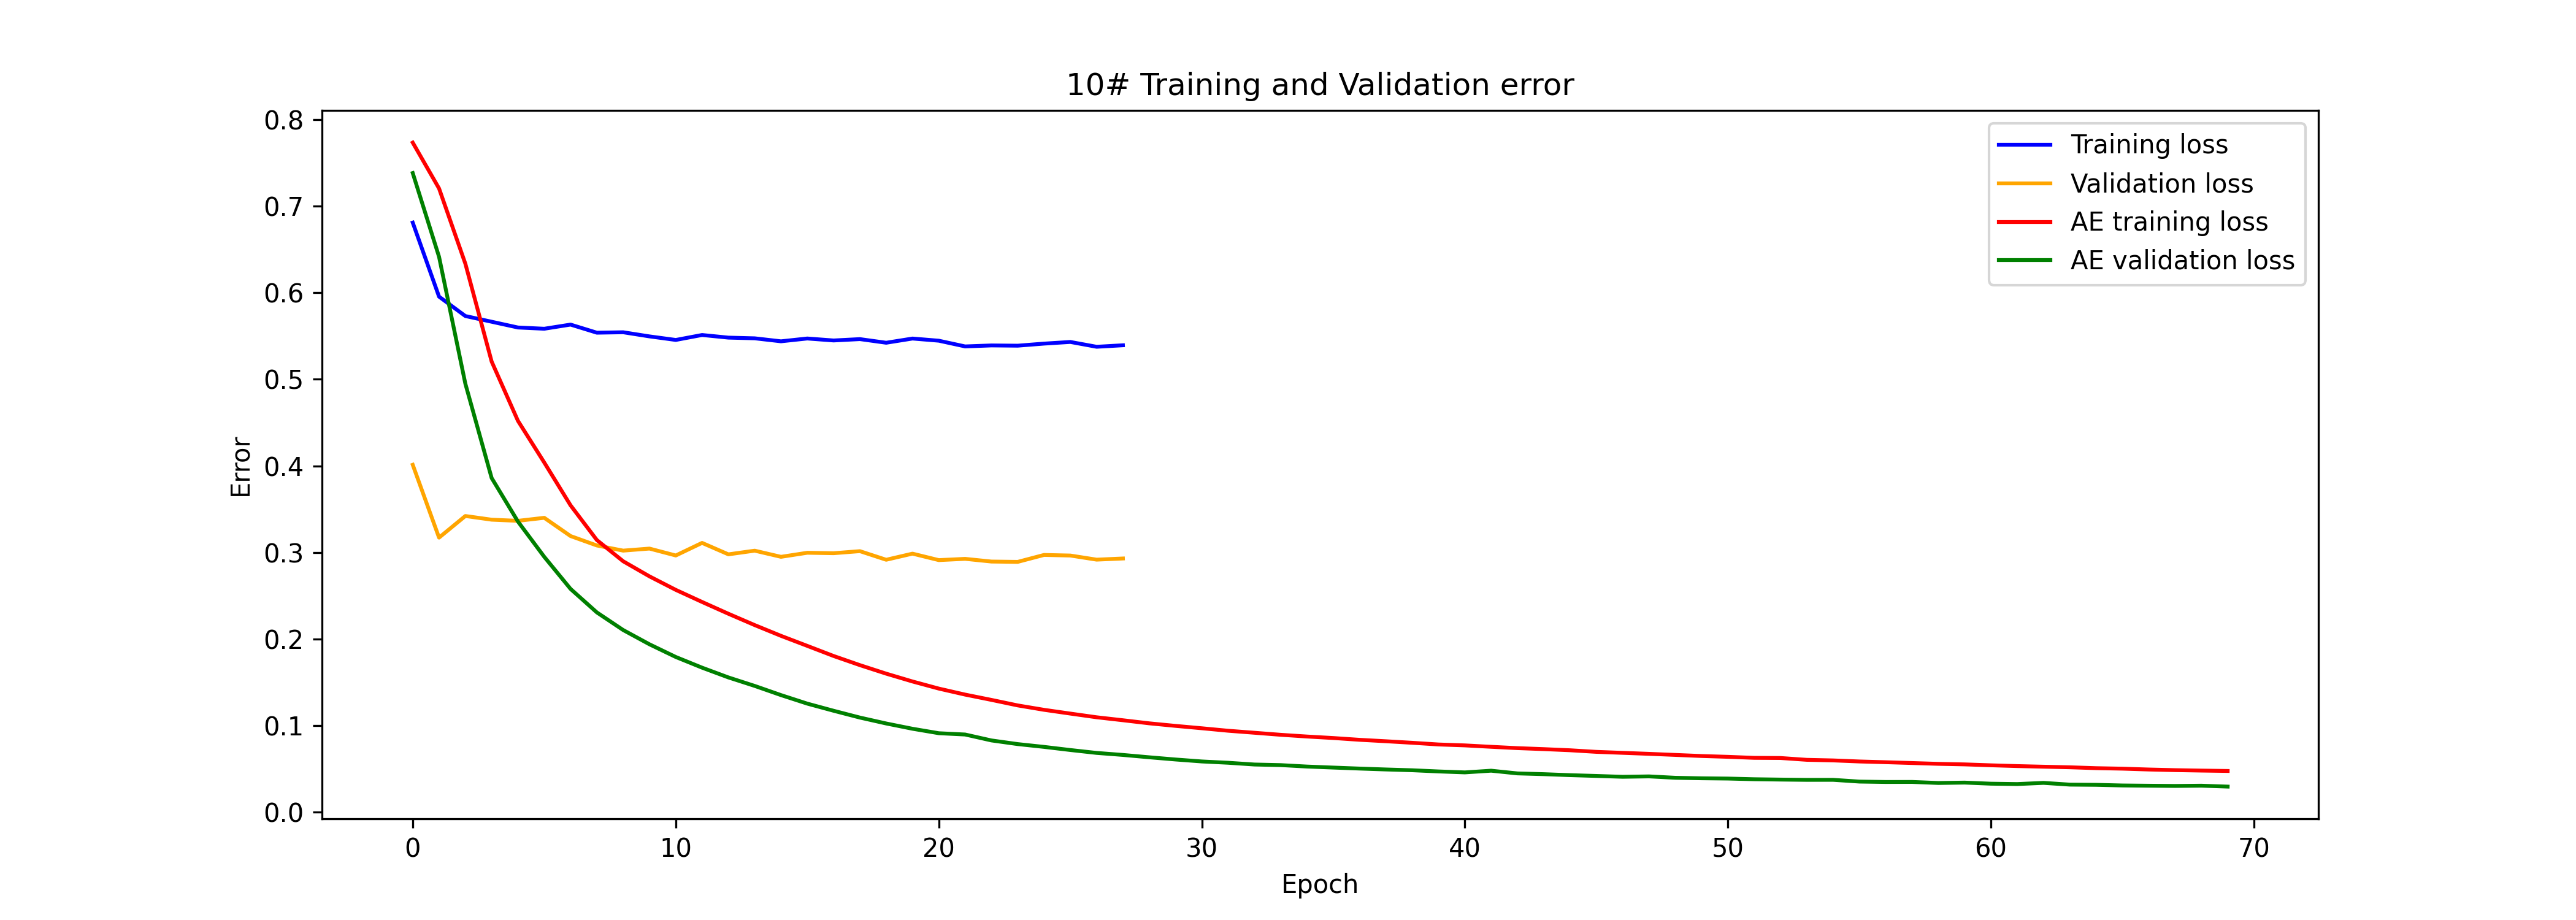 10# Training and Validation error
Error
0.8
0.7
0.6
0.5
0.4
0.3
0.2
0.1
0.0
Training loss
Validation loss
AE training loss
AE validation loss
0 10 20 30 40 50 60 70
Epoch